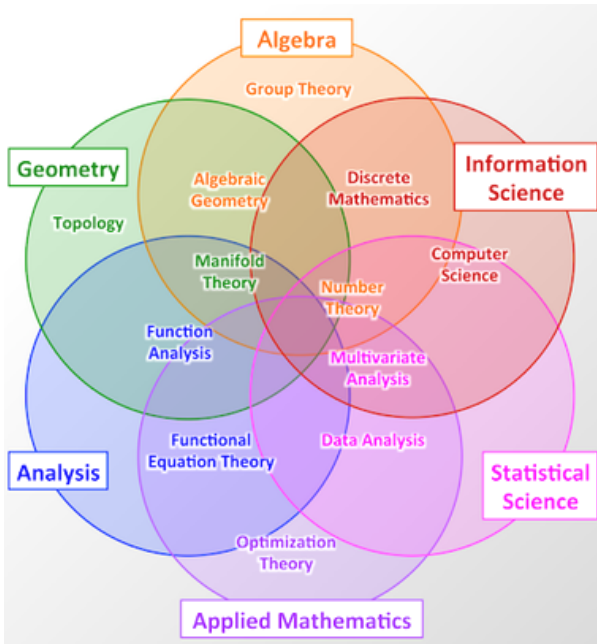 Algebra
Group Theory
Geometry
Information
Science
Algebraic
Geometry
Discrete
Mathematics
Topology
Manifold
Theory
Computer
Science
Number
Theory
Function
Analysis
Multivariate
Analysis
Functional
Equation Theory
Data Analysis
Analysis
Statistical
Science
Optimization
Theory
Applied Mathematics